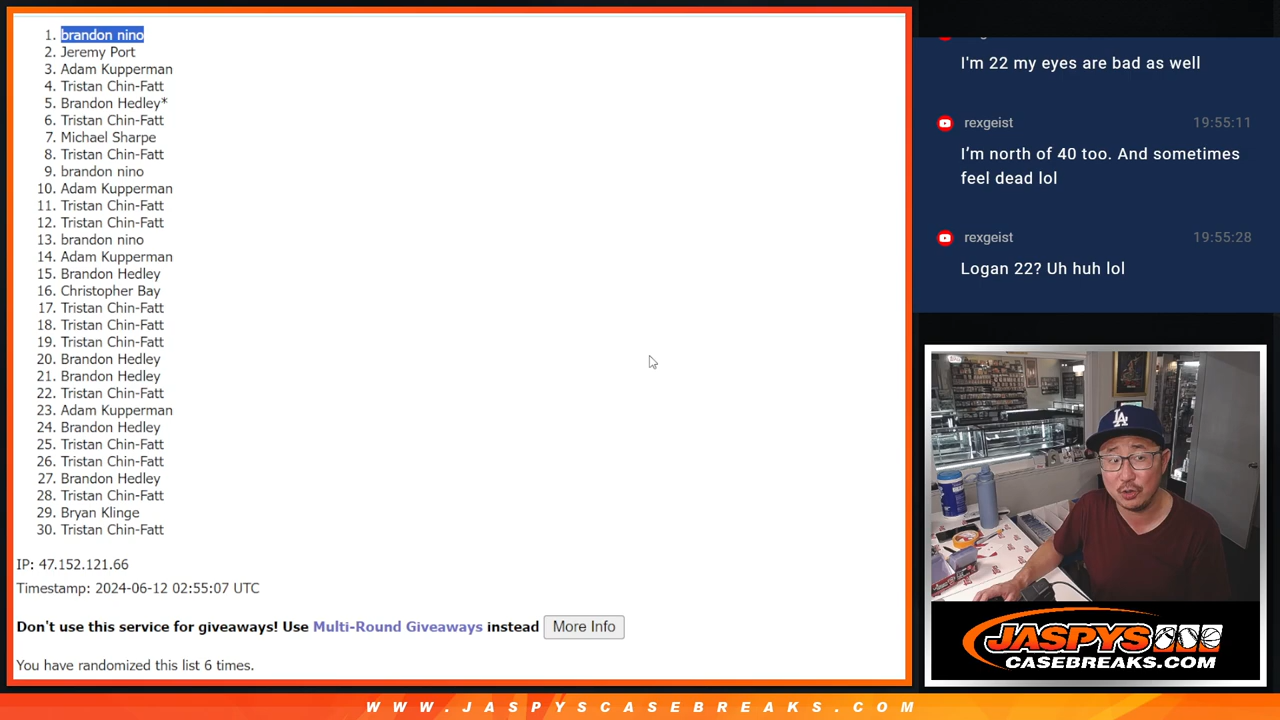 1. brandon nino
2. Jeremy Port
3. Adam Kupperman
4. Tristan Chin-Fatt
5. Brandon Hedley*
6. Tristan Chin-Fatt
7. Michael Sharpe
8. Tristan Chin-Fatt
9. brandon nino
10. Adam Kupperman
11. Tristan Chin-Fatt
12. Tristan Chin-Fatt
13. brandon nino
14. Adam Kupperman
15. Brandon Hedley
16. Christopher Bay
17. Tristan Chin-Fatt
18. Tristan Chin-Fatt
19. Tristan Chin-Fatt
20. Brandon Hedley
21. Brandon Hedley
22. Tristan Chin-Fatt
23. Adam Kupperman
24. Brandon Hedley
25. Tristan Chin-Fatt
26. Tristan Chin-Fatt
27. Brandon Hedley
28. Tristan Chin-Fatt
29. Bryan Klinge
30. Tristan Chin-Fatt
IP: 47.152.121.66
Timestamp: 2024-06-12 02:55:07 UTC
Don't use this service for giveaways! Use Multi-Round Giveaways instead More Info
You have randomized this list 6 times.
I'm 22 my eyes are bad as well
rexgeist 19:55:11
I’m north of 40 too. And sometimes
feel dead lol
rexgeist 19:55:28
Logan 22? Uh huh lol
LA
JASPYS
CASEBREAKS.COM
WWW.JASPYSCASEBREAKS.COM